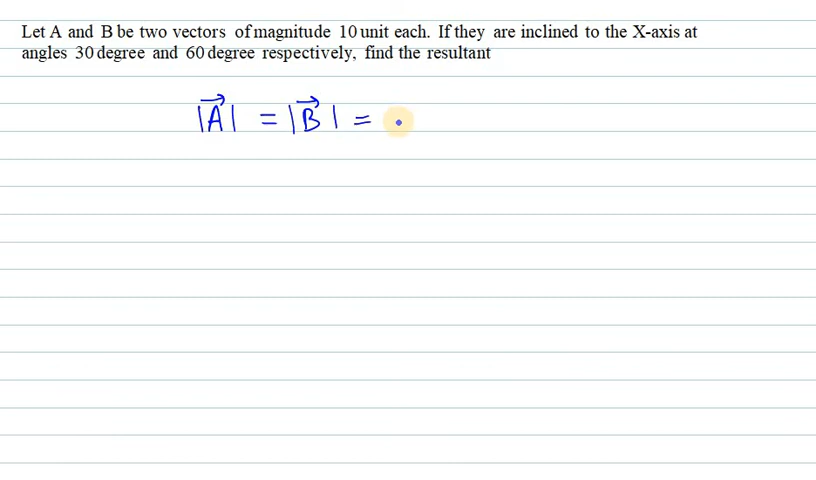 Let A and B be two vectors of magnitude 10 unit each. If they are inclined to the X-axis at
angles 30 degree and 60 degree respectively, find the resultant
|A⃗| = |B⃗| =